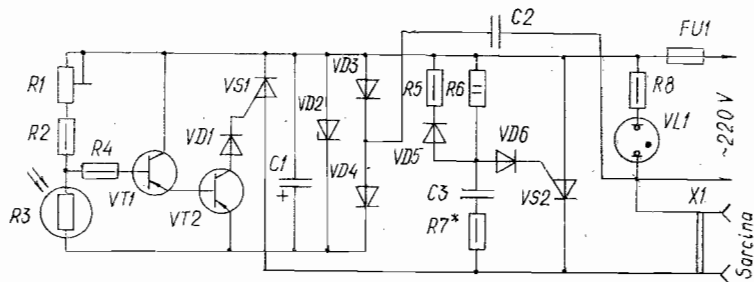 C2
FU1
R1
VS1
VD3
VD2
R5
R6
R8
R2
VD1
VL1
~220 V
R4
VD5
VD6
C1
+
VD4
R3
VT1
VT2
C3
VS2
X1
R7*
Sarcina